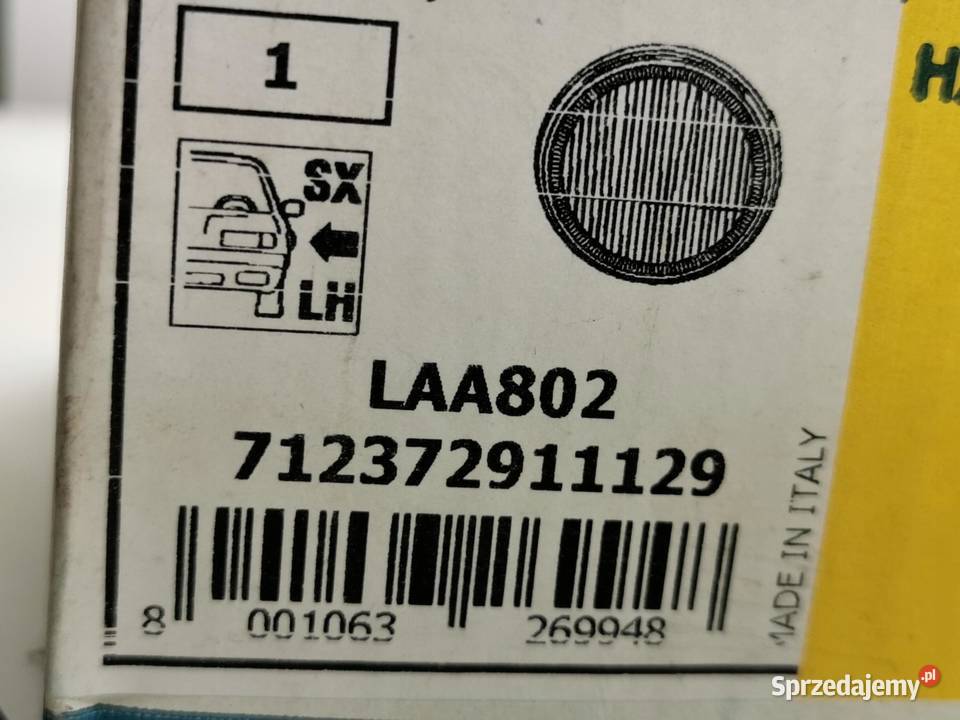 1
SX
LH
LAA802
712372911129
8 001063 269948
MADE IN ITALY
Sprzedajemy.pl